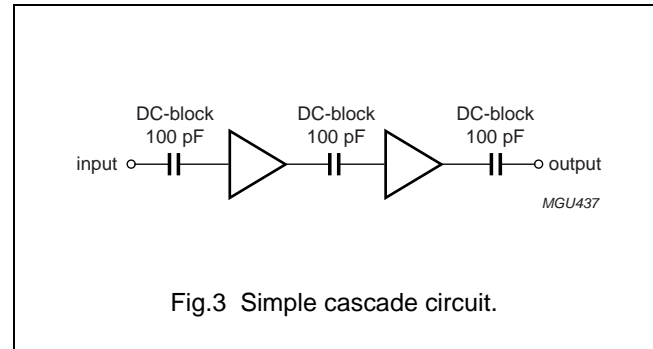 DC-block DC-block DC-block
100 pF 100 pF 100 pF
input output
MGU437
Fig.3 Simple cascade circuit.